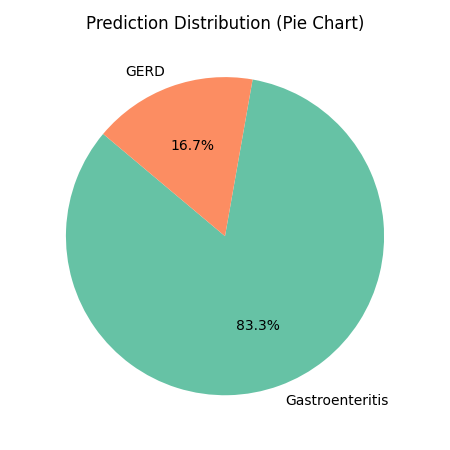 Prediction Distribution (Pie Chart)
GERD
16.7%
83.3%
Gastroenteritis